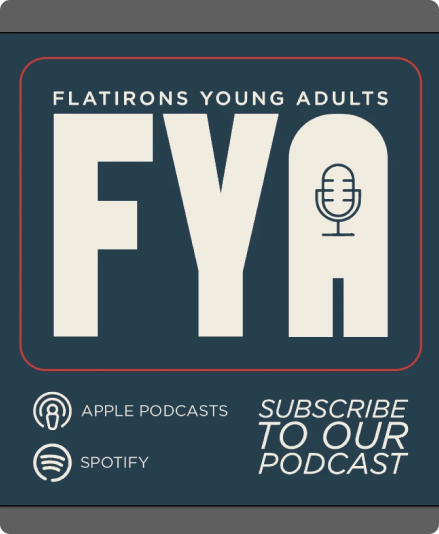 FLATIRONS YOUNG ADULTS
FYA
APPLE PODCASTS
SPOTIFY
SUBSCRIBE
TO OUR
PODCAST